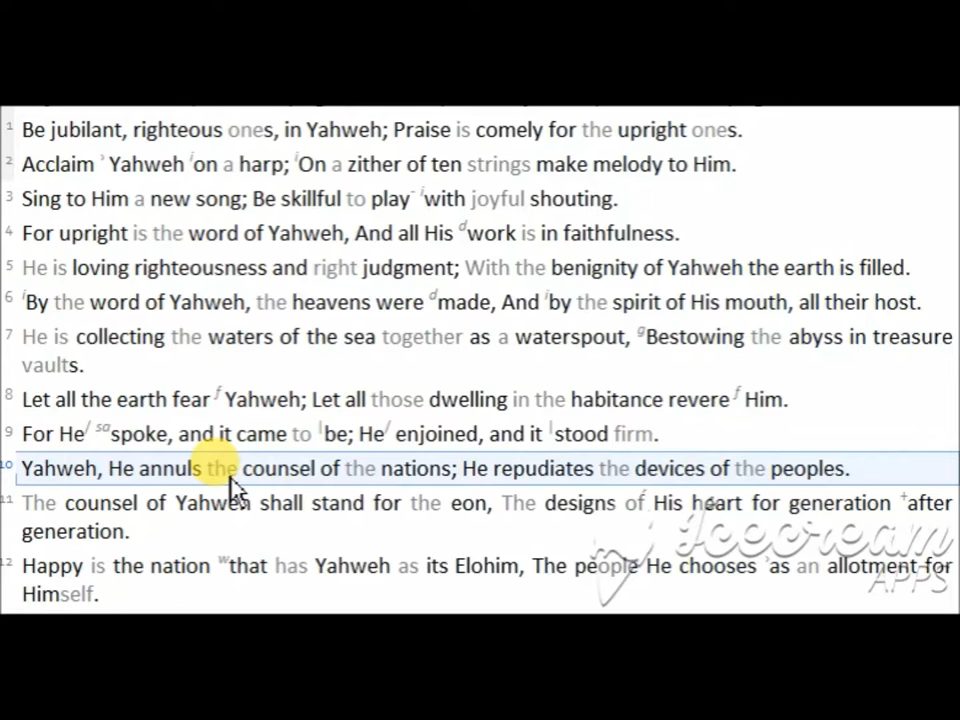 1 Be jubilant, righteous ones, in Yahweh; Praise is comely for the upright ones.
2 Acclaim ' Yahweh i on a harp; i On a zither of ten strings make melody to Him.
3 Sing to Him a new song; Be skillful to play- i with joyful shouting.
4 For upright is the word of Yahweh, And all His d work is in faithfulness.
5 He is loving righteousness and right judgment; With the benignity of Yahweh the earth is filled.
6 i By the word of Yahweh, the heavens were d made, And i by the spirit of His mouth, all their host.
7 He is collecting the waters of the sea together as a waterspout, g Bestowing the abyss in treasure
vaults.
8 Let all the earth fear f Yahweh; Let all those dwelling in the habitance revere f Him.
9 For He/ sa spoke, and it came to l be; He/ enjoined, and it l stood firm.
10 Yahweh, He annuls the counsel of the nations; He repudiates the devices of the peoples.
11 The counsel of Yahweh shall stand for the eon, The designs of f His heart for generation + after
generation.
12 Happy is the nation w that has Yahweh as its Elohim, The people He chooses ' as an allotment for
Himself.
Icecream
APPS